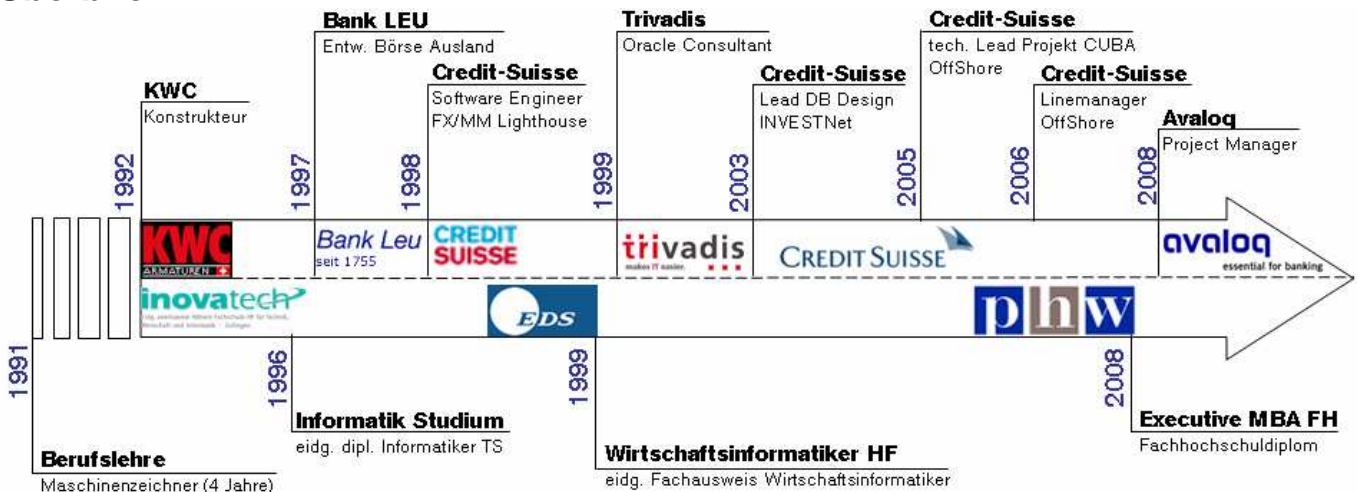 Bank LEU
Entw. Börse Ausland
Trivadis
Oracle Consultant
Credit-Suisse
tech. Lead Projekt CUBA
OffShore
Credit-Suisse
Software Engineer
FX/MM Lighthouse
Credit-Suisse
Lead DB Design
INVESTNet
Credit-Suisse
Linemanager
OffShore
KWC
Konstrukteur
Avaloq
Project Manager
1992
1997
1998
1999
2003
2005
2006
2008
KWC
ARMATUREN
Bank Leu
seit 1755
CREDIT
SUISSE
trivadis
makes IT easier.
CREDIT SUISSE
avaloq
essential for banking
inovatech
EDS
phw
1991
1996
1999
2008
Informatik Studium
eidg. dipl. Informatiker TS
Executive MBA FH
Fachhochschuldiplom
Berufslehre
Maschinenzeichner (4 Jahre)
Wirtschaftsinformatiker HF
eidg. Fachausweis Wirtschaftsinformatiker